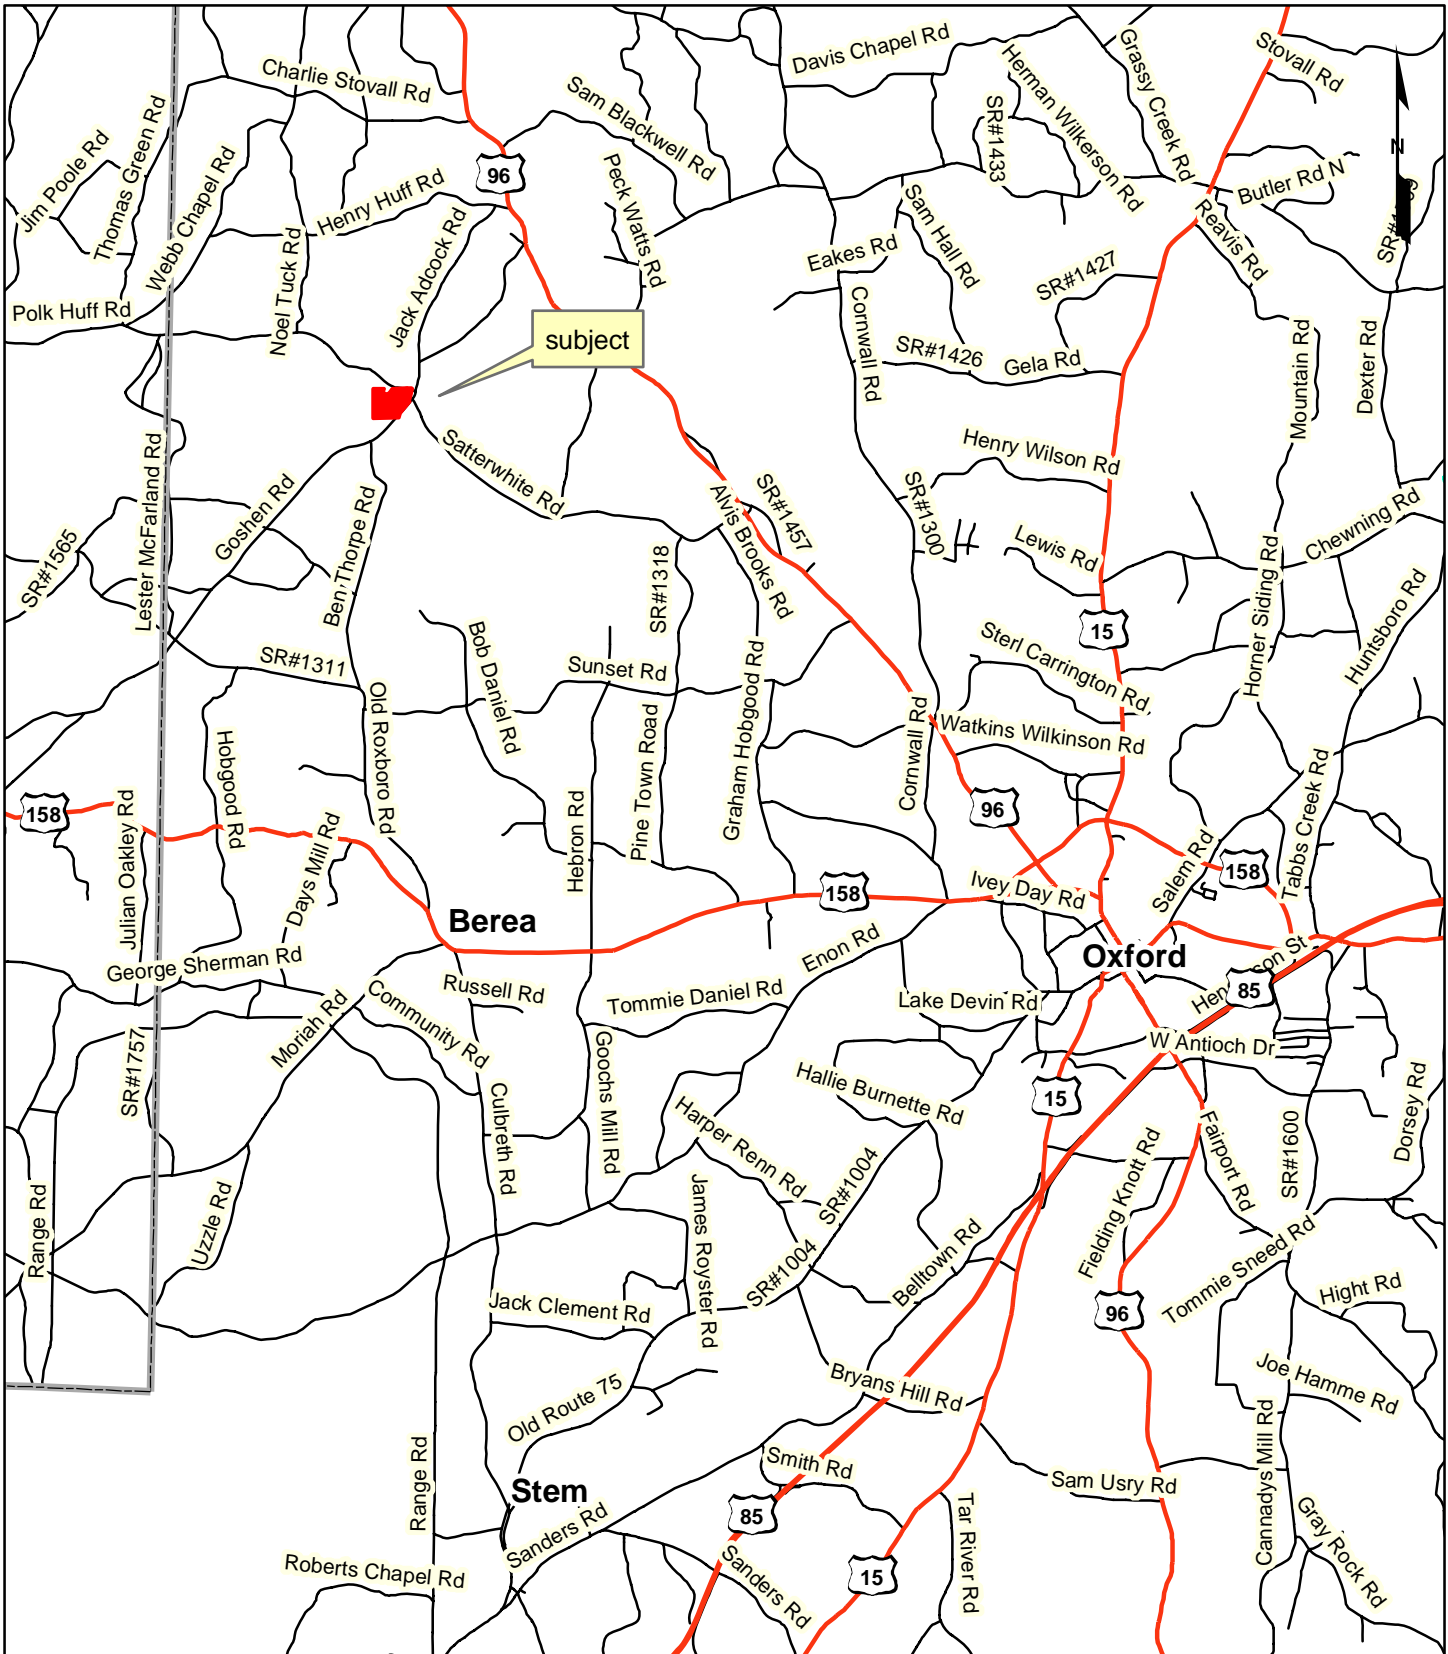 Davis Chapel Rd
Stovall Rd
Grassy Creek Rd
Herman Wilkerson Rd
Charlie Stovall Rd
Sam Blackwell Rd
SR#1433
Thomas Green Rd
Jim Poole Rd
Webb Chapel Rd
96
N
Henry Huff Rd
Peck Watts Rd
Butler Rd N
Sam Hall Rd
Reavis Rd
Jack Adcock Rd
Noel Tuck Rd
Eakes Rd
SR#1427
Polk Huff Rd
Cornwall Rd
subject
SR#1426
Gela Rd
Mountain Rd
Dexter Rd
Satterwhite Rd
Henry Wilson Rd
Lester McFarland Rd
Goshen Rd
Ben Thorpe Rd
Alvis Brooks Rd
SR#1457
SR#1300
Chewning Rd
SR#1565
SR#1318
Lewis Rd
Horner Siding Rd
Huntsboro Rd
15
SR#1311
Bob Daniel Rd
Sunset Rd
Graham Hobgood Rd
Sterl Carrington Rd
Old Roxboro Rd
Hobgood Rd
Pine Town Road
Cornwall Rd
Watkins Wilkinson Rd
158
Julian Oakley Rd
Days Mill Rd
Hebron Rd
96
Tabbs Creek Rd
Salem Rd
158
158
Ivey Day Rd
Berea
Enon Rd
Oxford
George Sherman Rd
Russell Rd
Tommie Daniel Rd
Lake Devin Rd
85
Community Rd
Moriah Rd
W Antioch Dr
SR#1757
Goochs Mill Rd
Culbreth Rd
Hallie Burnette Rd
15
Harper Renn Rd
Dorsey Rd
SR#1600
Fairport Rd
Fielding Knott Rd
SR#1004
James Royster Rd
Range Rd
Uzzle Rd
Belltown Rd
SR#1004
Tommie Sneed Rd
Jack Clement Rd
96
Hight Rd
Joe Hamme Rd
Bryans Hill Rd
Old Route 75
Cannadys Mill Rd
Range Rd
Smith Rd
Sam Usry Rd
Stem
85
Tar River Rd
Gray Rock Rd
Sanders Rd
Roberts Chapel Rd
Sanders Rd
15